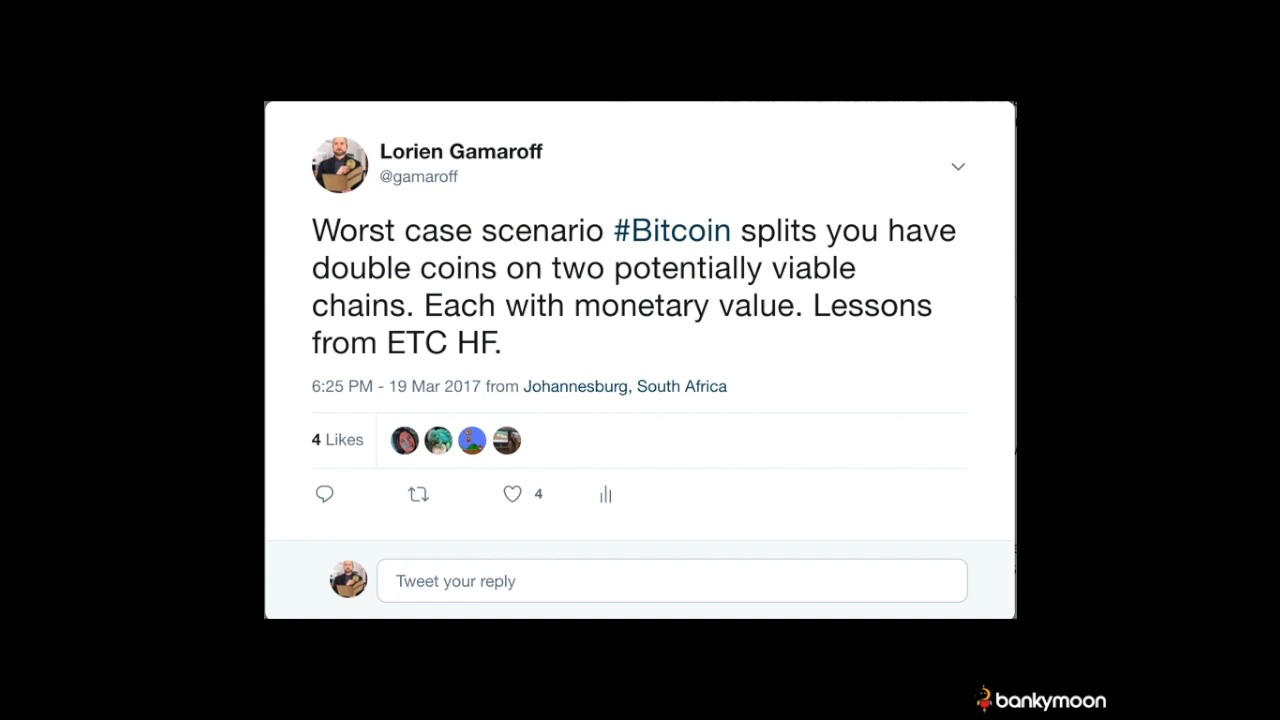 Lorien Gamaroff
@gamaroff
Worst case scenario #Bitcoin splits you have
double coins on two potentially viable
chains. Each with monetary value. Lessons
from ETC HF.
6:25 PM - 19 Mar 2017 from Johannesburg, South Africa
4 Likes
4
Tweet your reply
bankymoon